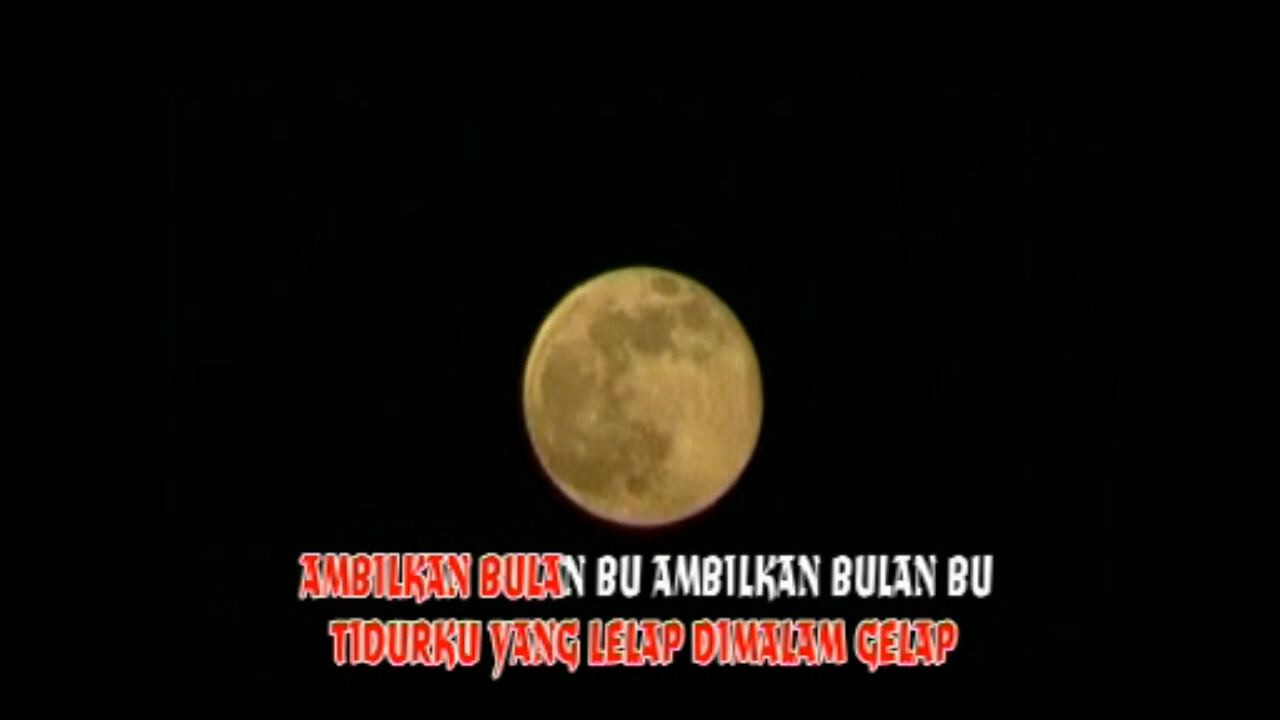 AMBILKAN BULAN BU AMBILKAN BULAN BU
TIDURKU YANG LELAP DIMALAM GELAP